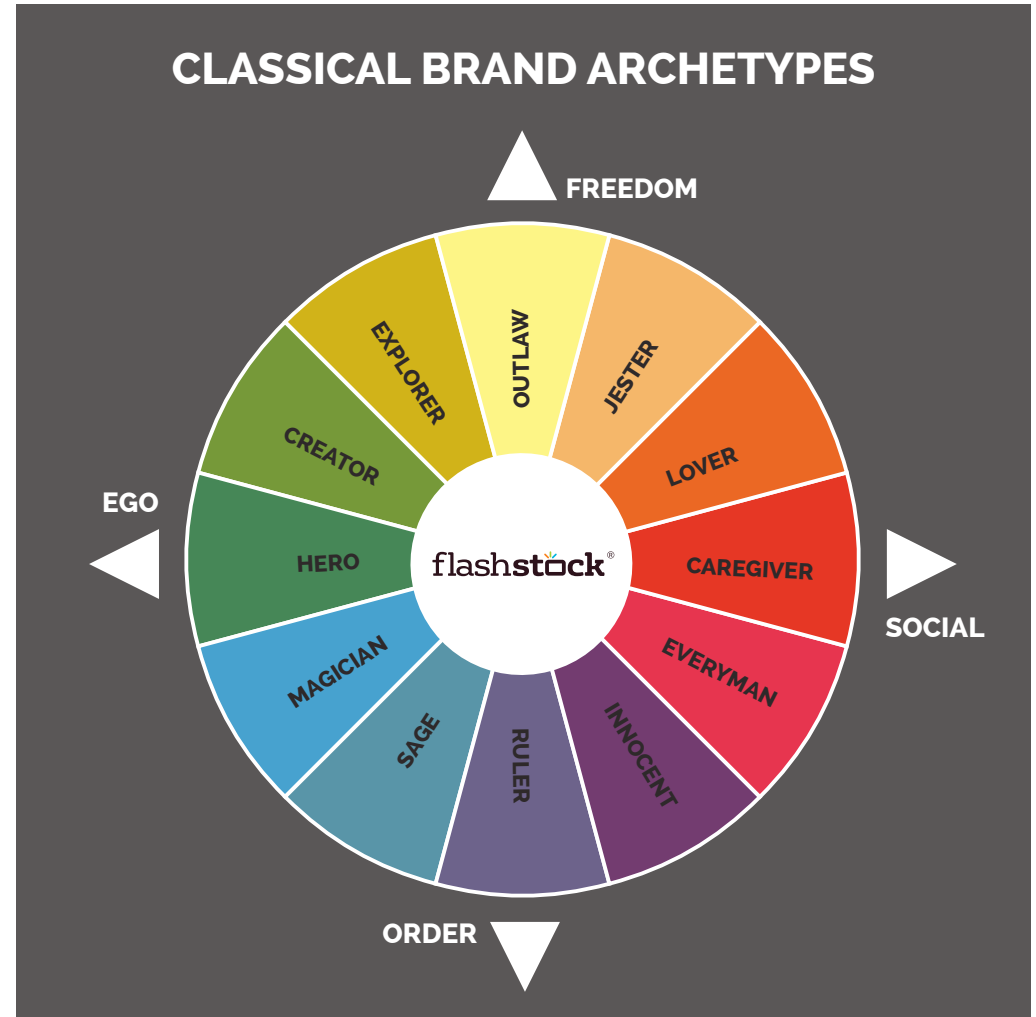 CLASSICAL BRAND ARCHETYPES
FREEDOM
OUTLAW
JESTER
EXPLORER
LOVER
CREATOR
EGO
HERO
flashstock®
CAREGIVER
SOCIAL
MAGICIAN
EVERYMAN
SAGE
RULER
INNOCENT
ORDER